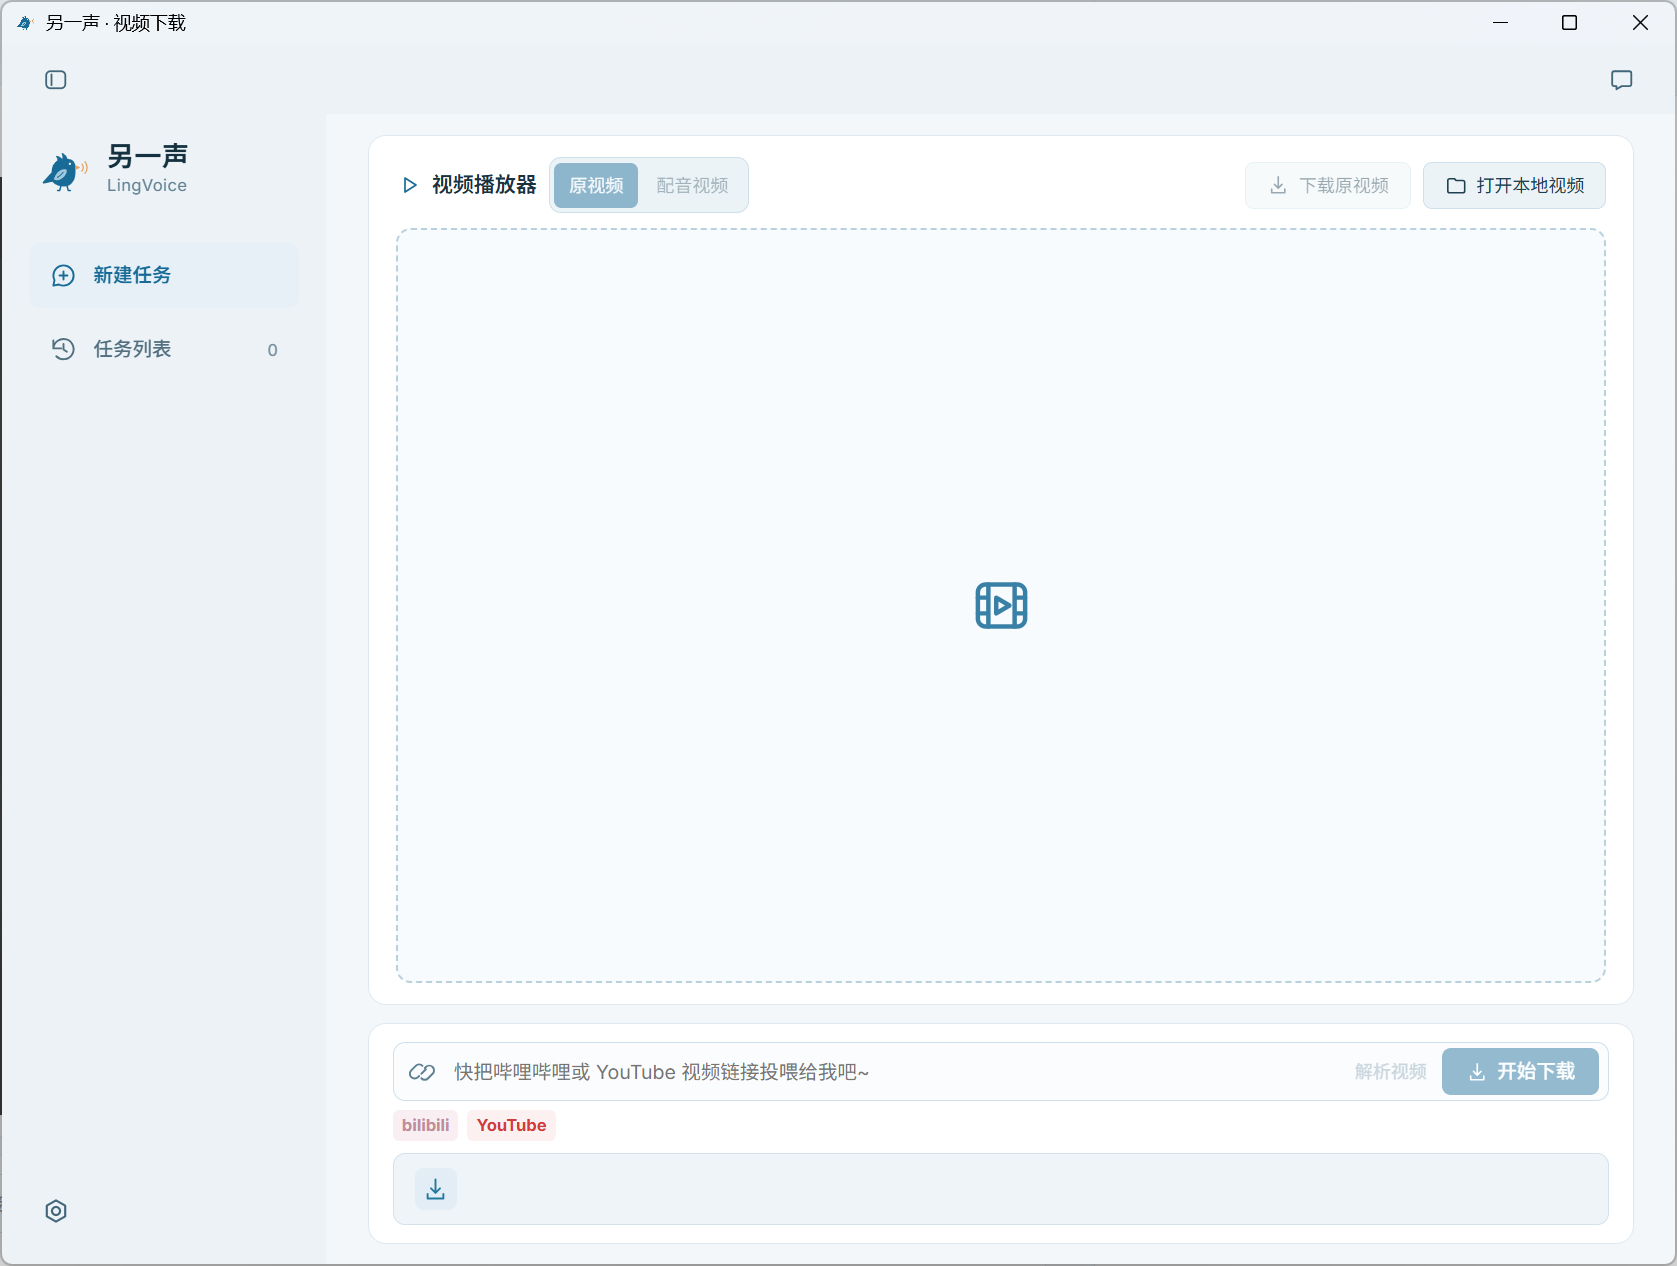 另一声 · 视频下载
另一声
LingVoice
新建任务
任务列表 0
视频播放器 原视频 配音视频 下载原视频 打开本地视频
快把哔哩哔哩或 YouTube 视频链接投喂给我吧~ 解析视频 开始下载
bilibili YouTube